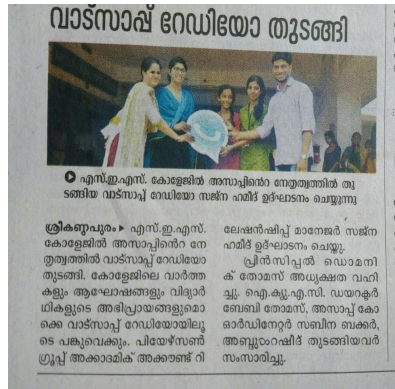 വാട്സാപ്പ് റേഡിയോ തുടങ്ങി
എസ്.ഇ.എസ്. കോളേജിൽ അസാപ്പിൻെറ നേതൃത്വത്തിൽ തു
ടങ്ങിയ വാട്സാപ്പ് റേഡിയോ സജ്ന ഹമീദ് ഉദ്ഘാടനം ചെയ്യുന്നു
ശ്രീകണ്ഠപുരം ▸ എസ്.ഇ.എസ്.
കോളേജിൽ അസാപ്പിൻെറ നേ
തൃത്വത്തിൽ വാട്സാപ്പ് റേഡിയോ
തുടങ്ങി. കോളേജിലെ വാർത്ത
കളും ആഘോഷങ്ങളും വിദ്യാർ
ഥികളുടെ അഭിപ്രായങ്ങളുമൊ
ക്കെ വാട്സാപ്പ് റേഡിയോയിലൂ
ടെ പങ്കുവെക്കും. പിയേഴ്സൺ
ഗ്രൂപ്പ് അക്കാദമിക് അക്കൗണ്ട് റി
ലേഷൻഷിപ്പ് മാനേജർ സജ്ന
ഹമീദ് ഉദ്ഘാടനം ചെയ്തു.
പ്രിൻസിപ്പൽ ഡൊമനി
ക് തോമസ് അധ്യക്ഷത വഹി
ച്ചു. ഐ.ക്യു.എ.സി. ഡയറക്ടർ
ബേബി തോമസ്, അസാപ്പ് കോ
ഓർഡിനേറ്റർ സബീന ബക്കർ,
അബ്ദുംറഷീദ് തുടങ്ങിയവർ
സംസാരിച്ചു.